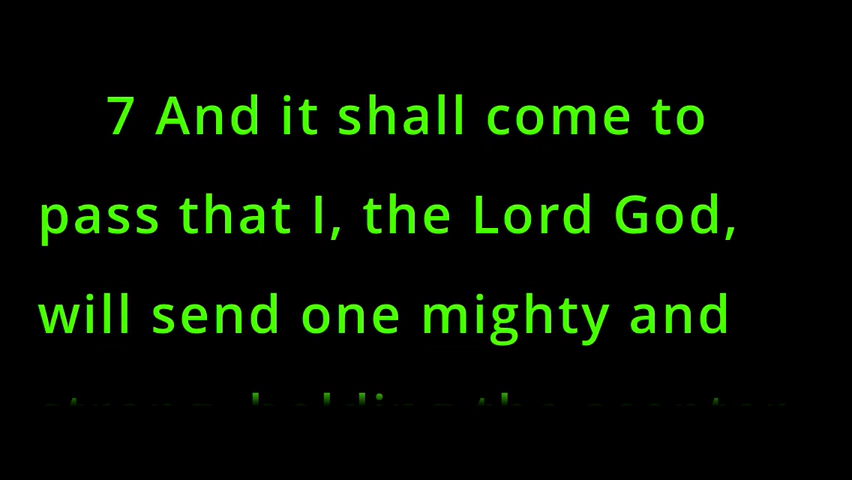 7 And it shall come to
pass that I, the Lord God,
will send one mighty and
strong, holding the scepter